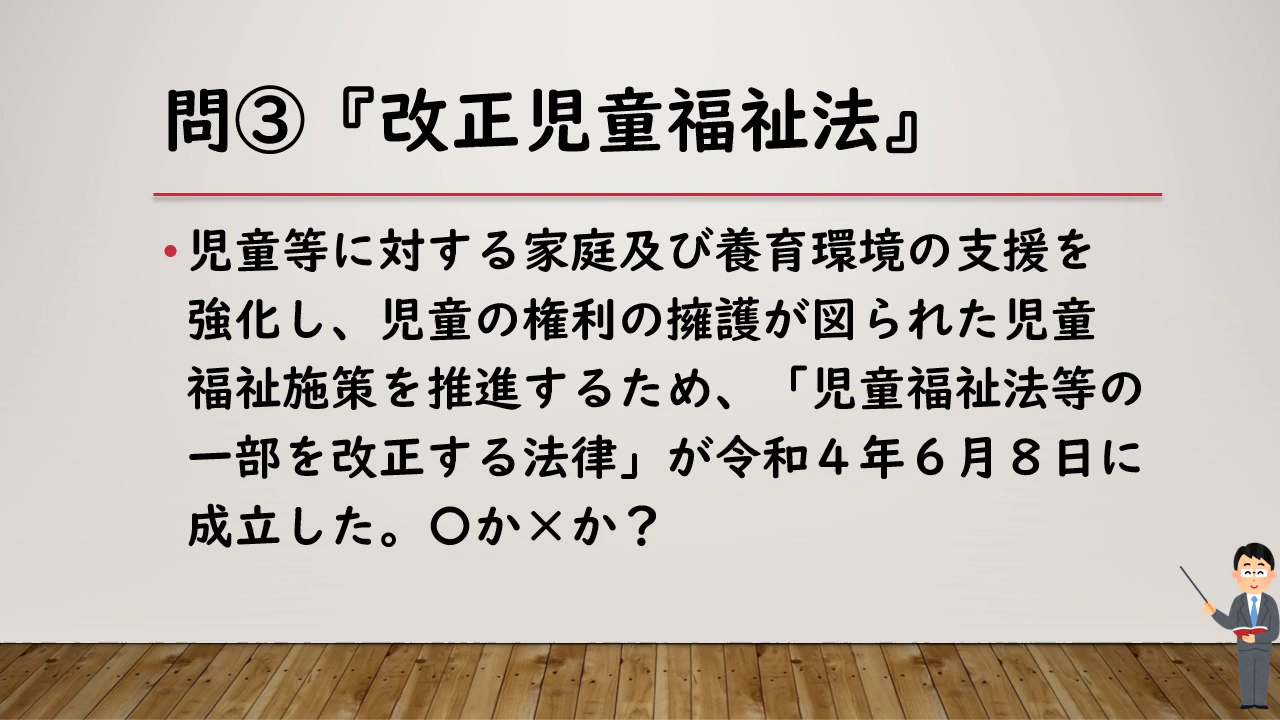 問③『改正児童福祉法』
• 児童等に対する家庭及び養育環境の支援を
強化し、児童の権利の擁護が図られた児童
福祉施策を推進するため、「児童福祉法等の
一部を改正する法律」が令和４年６月８日に
成立した。〇か×か？